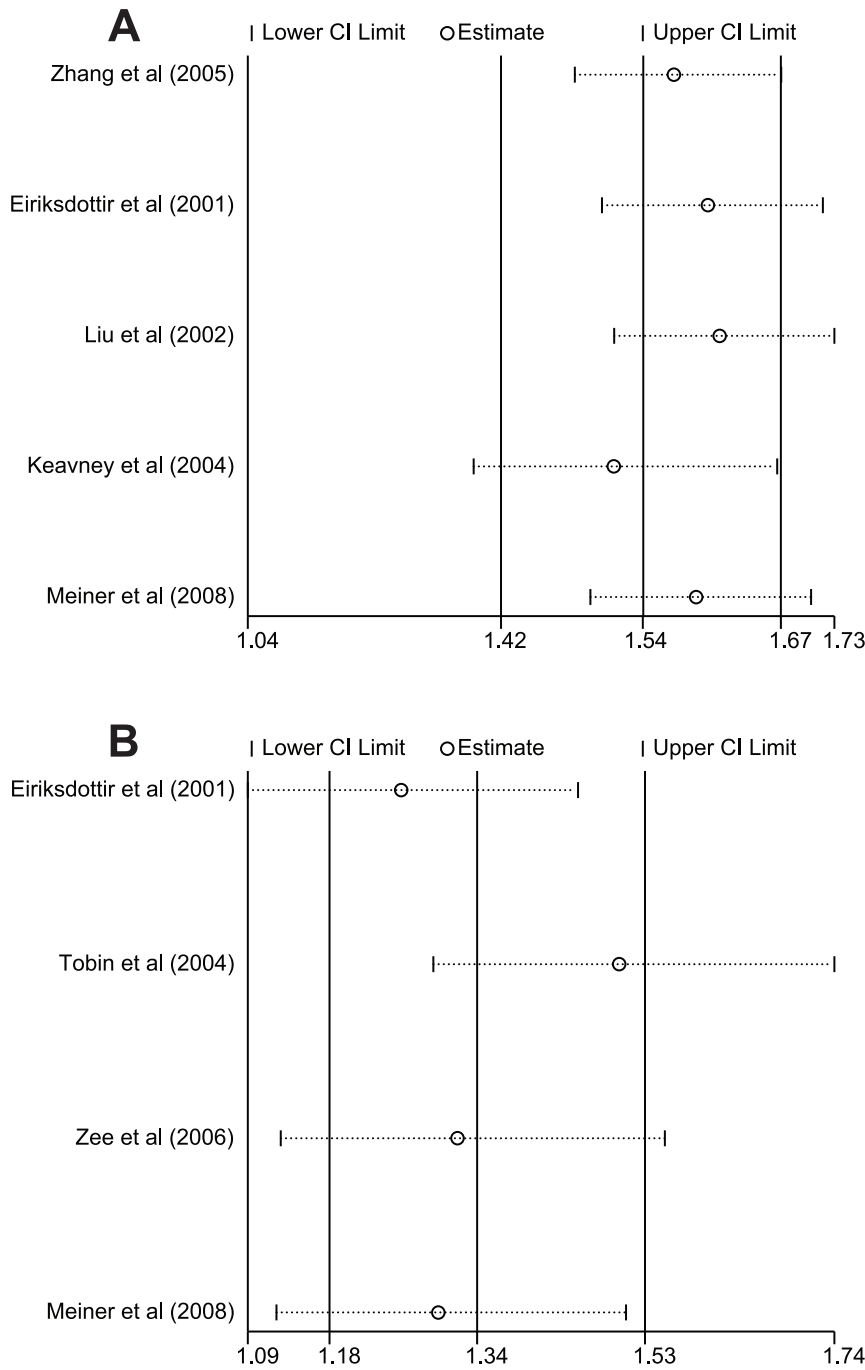 A
| Lower CI Limit ○Estimate | Upper CI Limit
Zhang et al (2005)
Eiriksdottir et al (2001)
Liu et al (2002)
Keavney et al (2004)
Meiner et al (2008)
1.04 1.42 1.54 1.67 1.73
B
| Lower CI Limit ○Estimate | Upper CI Limit
Eiriksdottir et al (2001)
Tobin et al (2004)
Zee et al (2006)
Meiner et al (2008)
1.09 1.18 1.34 1.53 1.74